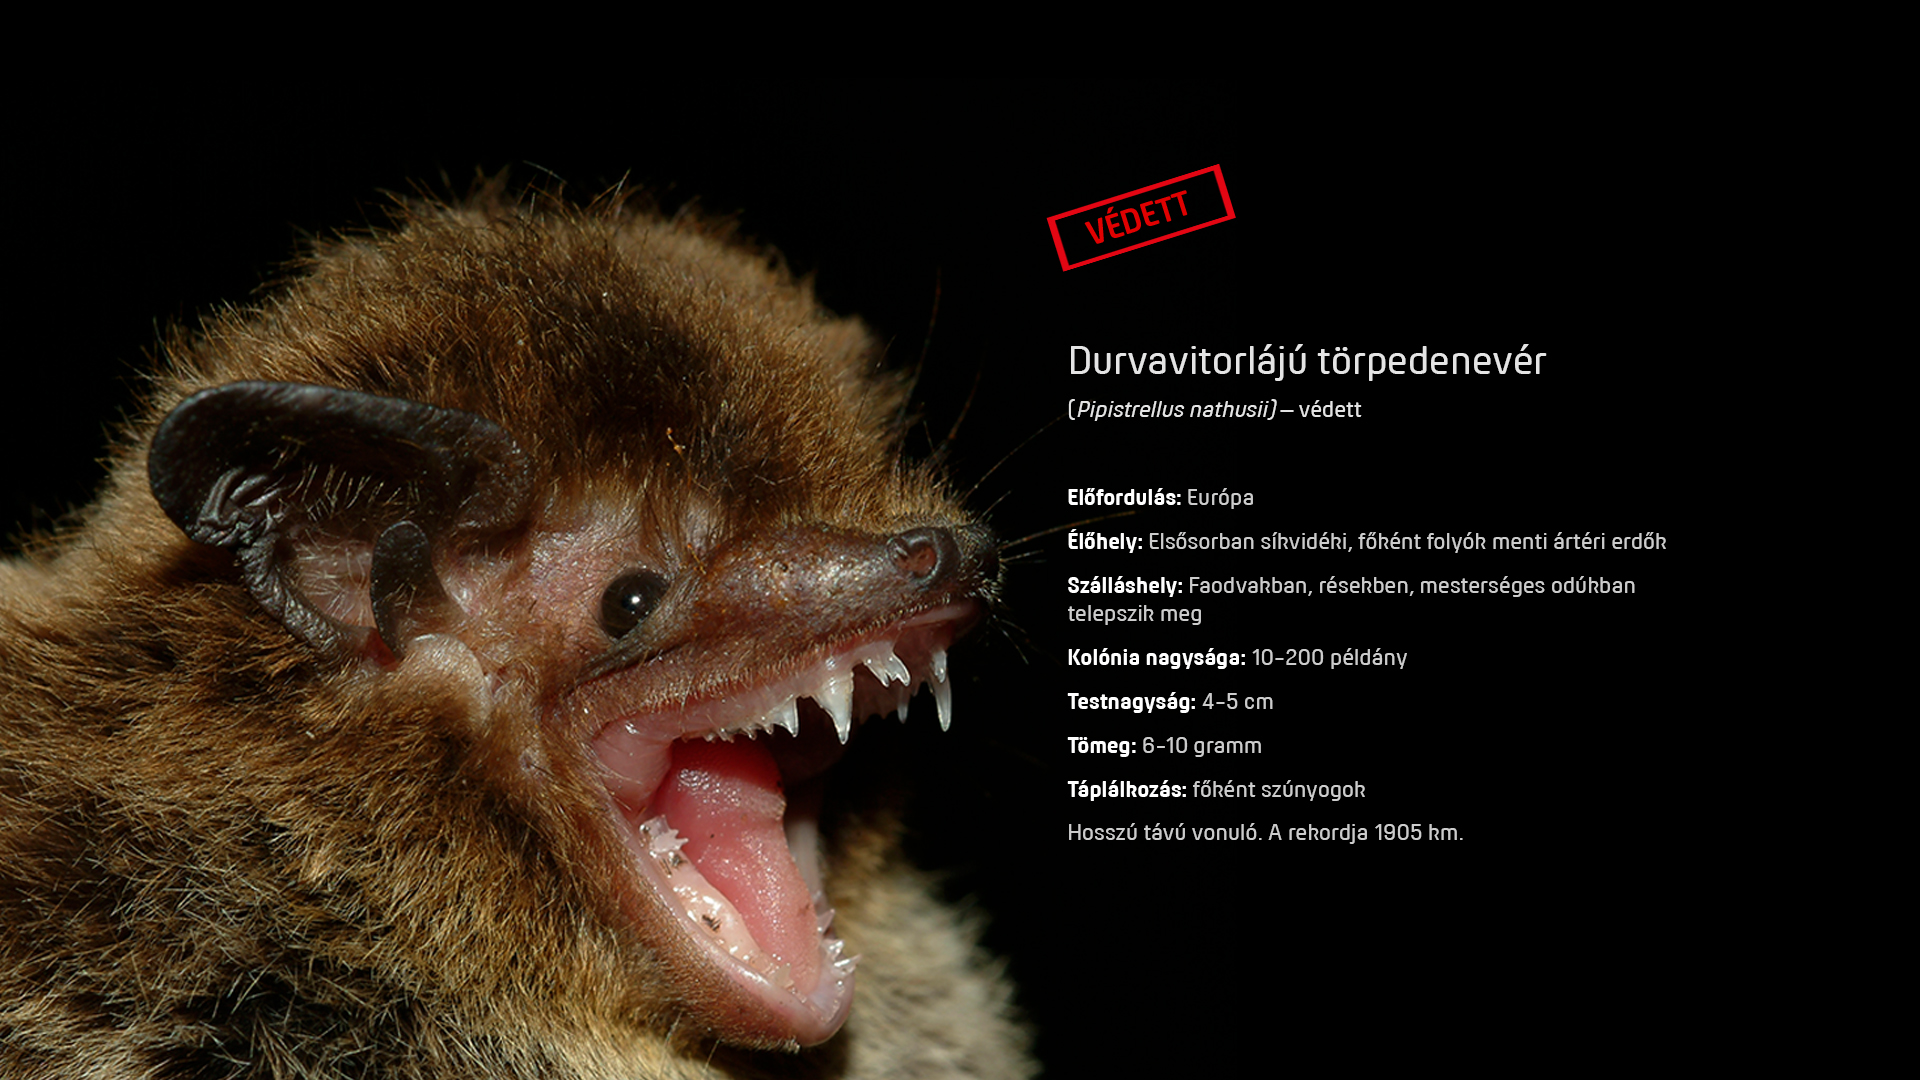 VÉDETT
Durvavitorlájú törpedenevér
(Pipistrellus nathusii) – védett
Előfordulás: Európa
Élőhely: Elsősorban síkvidéki, főként folyók menti ártéri erdők
Szálláshely: Faodvakban, résekben, mesterséges odúkban
telepszik meg
Kolónia nagysága: 10-200 példány
Testnagyság: 4-5 cm
Tömeg: 6-10 gramm
Táplálkozás: főként szúnyogok
Hosszú távú vonuló. A rekordja 1905 km.